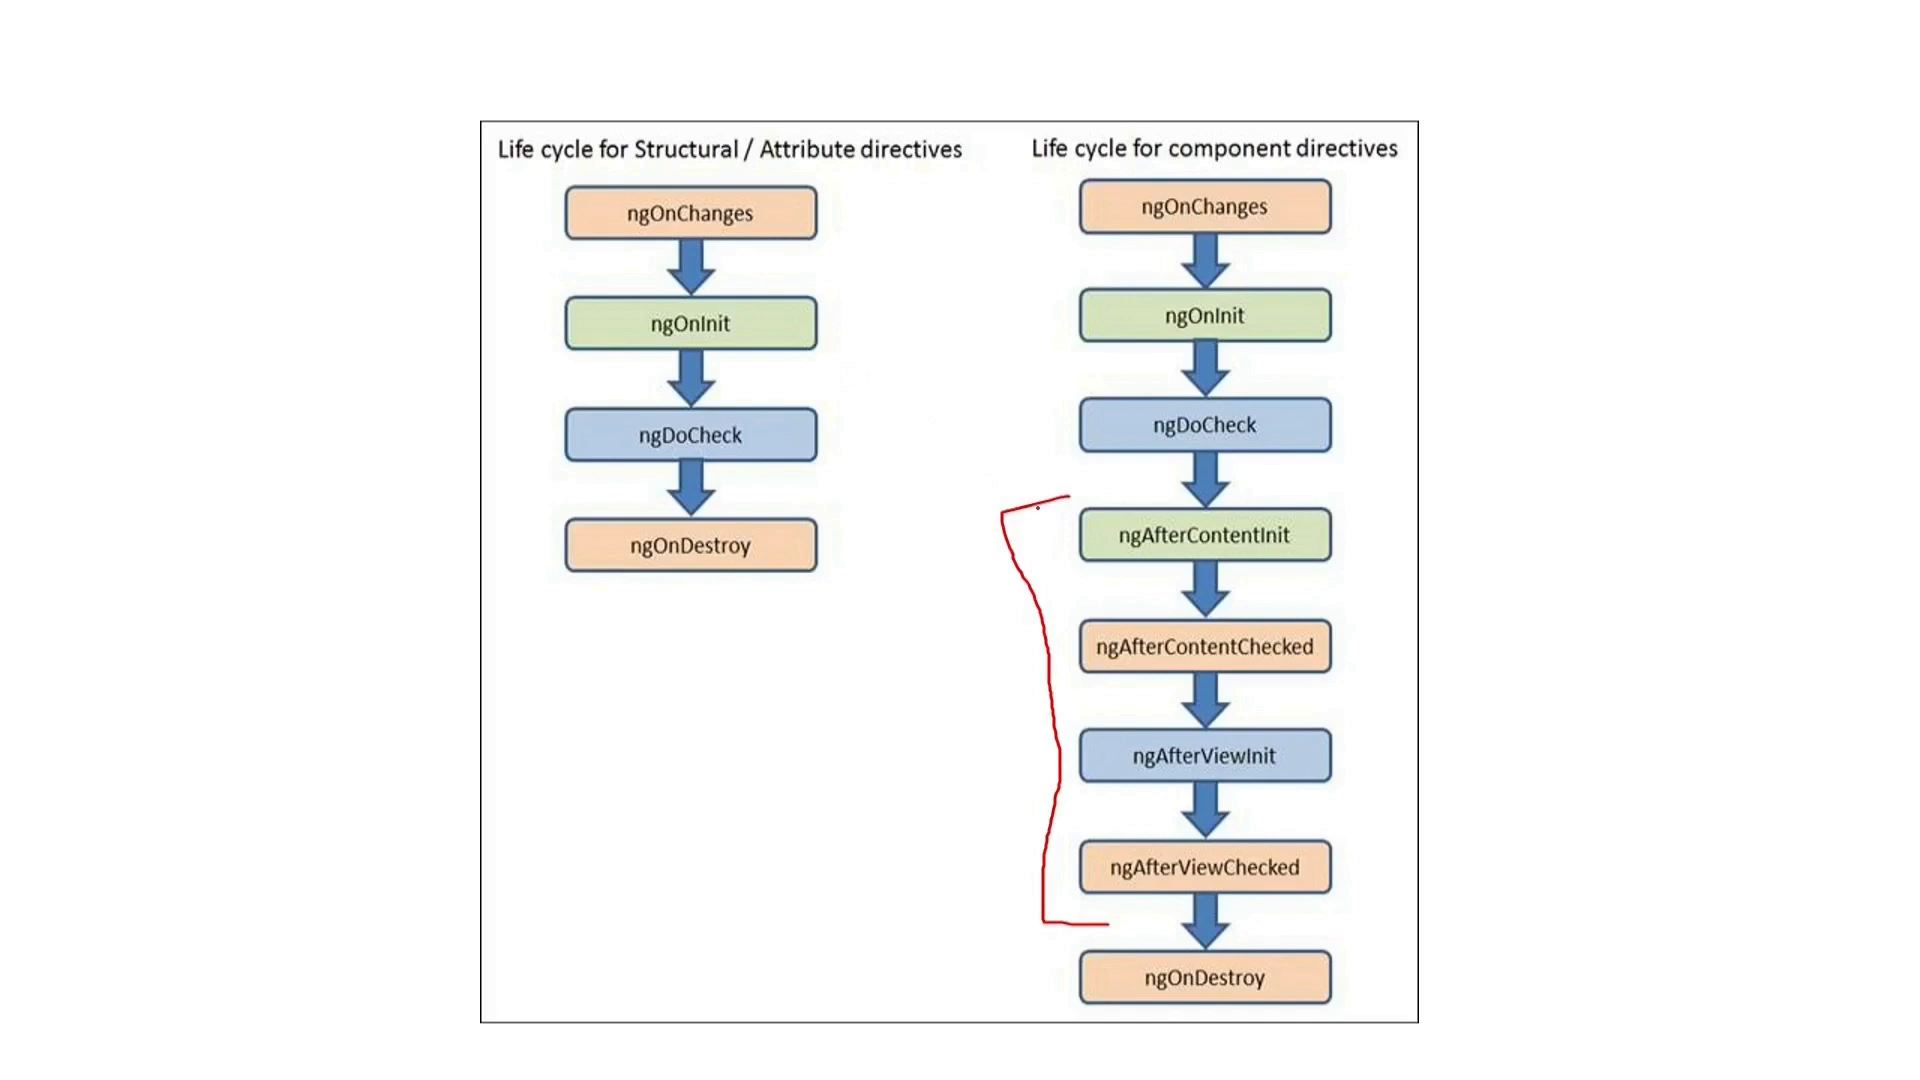 Life cycle for Structural / Attribute directives
ngOnChanges
ngOnInit
ngDoCheck
ngOnDestroy
Life cycle for component directives
ngOnChanges
ngOnInit
ngDoCheck
ngAfterContentInit
ngAfterContentChecked
ngAfterViewInit
ngAfterViewChecked
ngOnDestroy